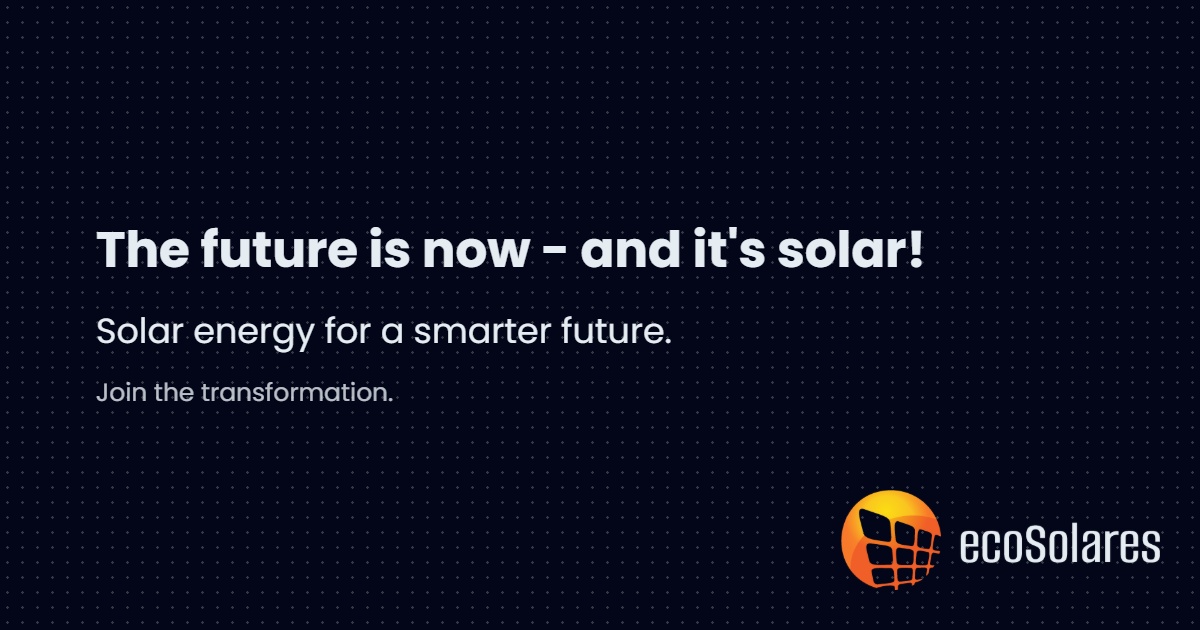 The future is now - and it's solar!
Solar energy for a smarter future.
Join the transformation.
ecoSolares